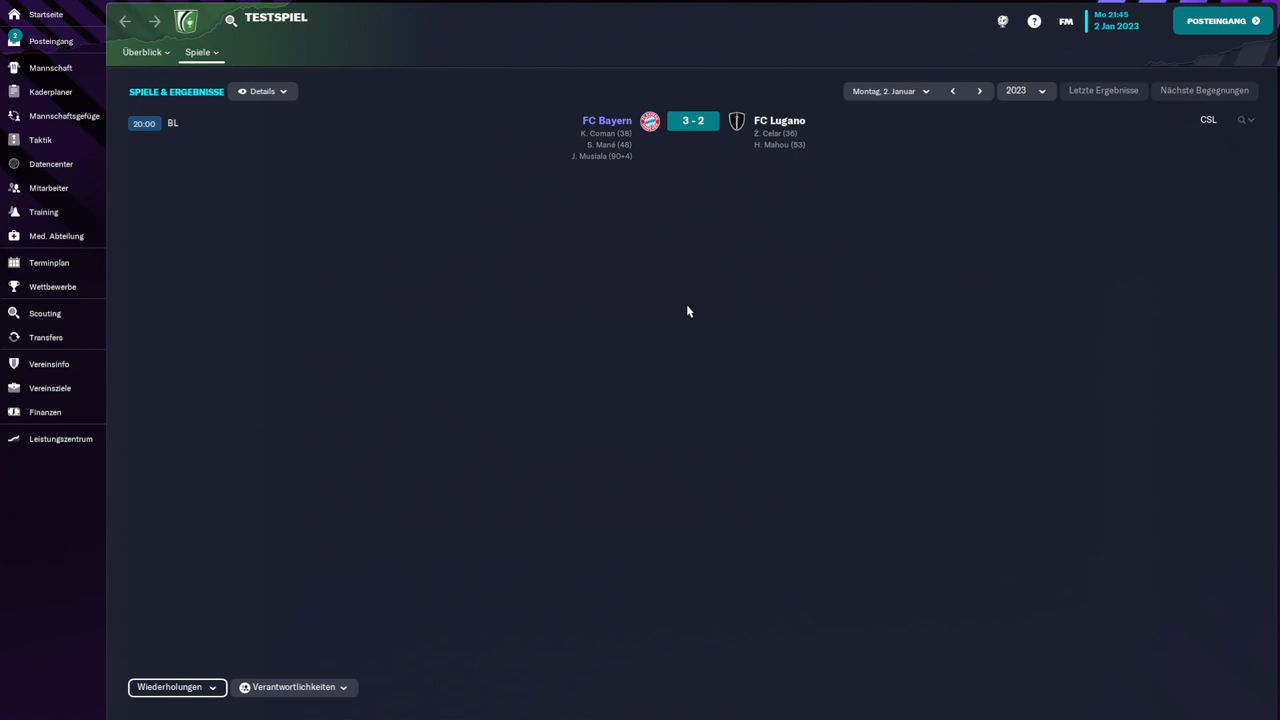 Startseite
2
Posteingang
Mannschaft
Kaderplaner
Mannschaftsgefüge
Taktik
Datencenter
Mitarbeiter
Training
Med. Abteilung
Terminplan
Wettbewerbe
Scouting
Transfers
Vereinsinfo
Vereinsziele
Finanzen
Leistungszentrum
TESTSPIEL
?
FM
Mo 21:45
2 Jan 2023
POSTEINGANG
Überblick
Spiele
SPIELE & ERGEBNISSE
Details
Montag, 2. Januar
2023
Letzte Ergebnisse
Nächste Begegnungen
20:00 BL
FC Bayern 3 - 2 FC Lugano
CSL
K. Coman (38)
S. Mané (48)
J. Musiala (90+4)
Ž. Celar (36)
H. Mahou (53)
Wiederholungen
Verantwortlichkeiten